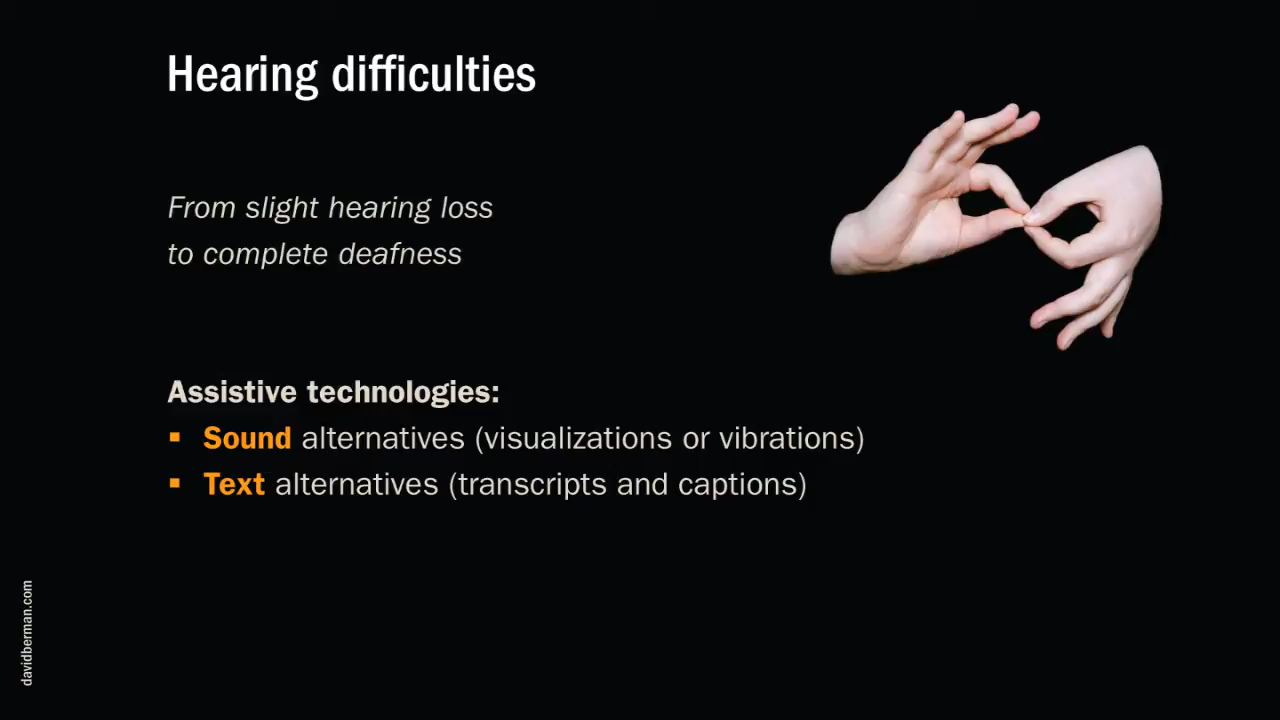 Hearing difficulties
From slight hearing loss
to complete deafness
Assistive technologies:
▪ Sound alternatives (visualizations or vibrations)
▪ Text alternatives (transcripts and captions)
davidberman.com